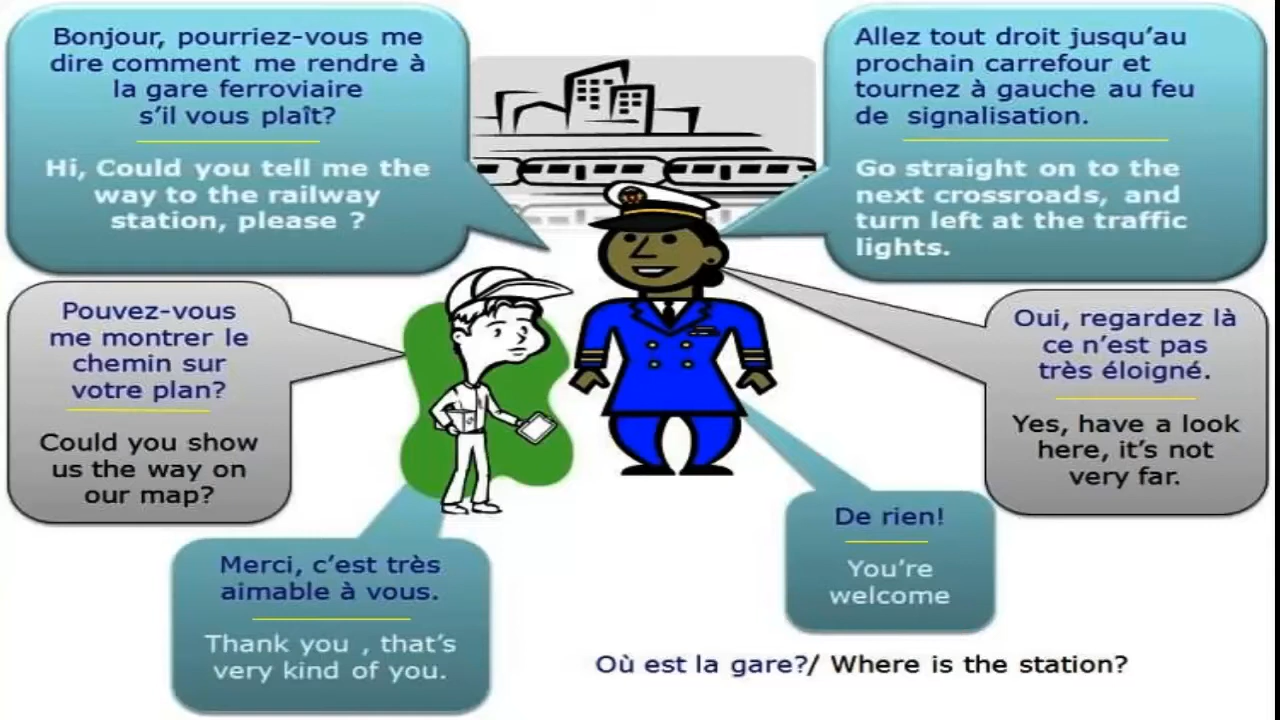 Bonjour, pourriez-vous me
dire comment me rendre à
la gare ferroviaire
s’il vous plaît?
Hi, Could you tell me the
way to the railway
station, please ?
Allez tout droit jusqu’au
prochain carrefour et
tournez à gauche au feu
de signalisation.
Go straight on to the
next crossroads, and
turn left at the traffic
lights.
Pouvez-vous
me montrer le
chemin sur
votre plan?
Could you show
us the way on
our map?
Oui, regardez là
ce n’est pas
très éloigné.
Yes, have a look
here, it’s not
very far.
Merci, c’est très
aimable à vous.
Thank you , that’s
very kind of you.
De rien!
You’re
welcome
Où est la gare?/ Where is the station?